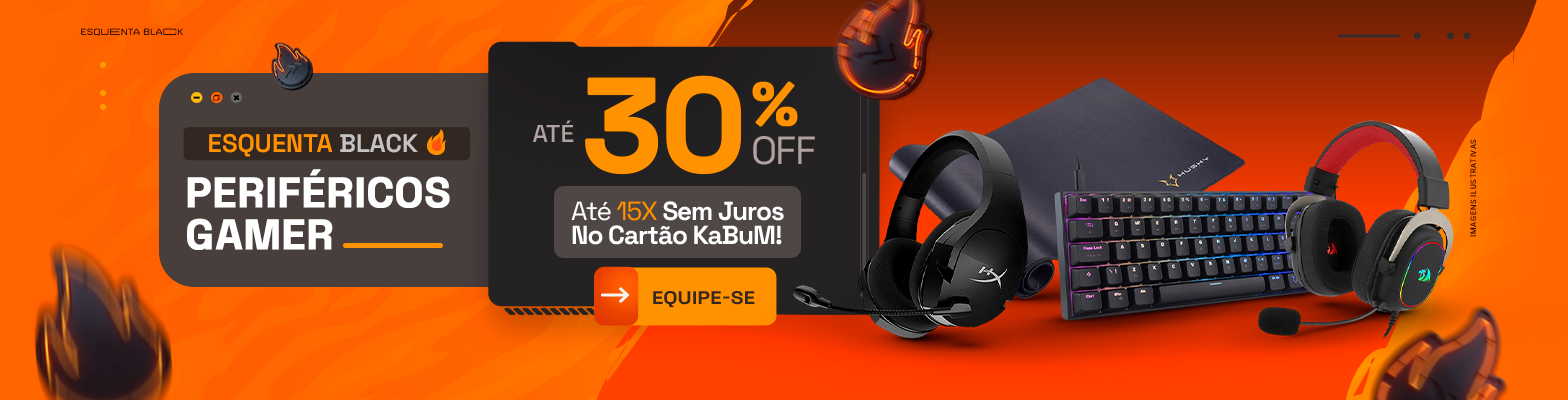 ESQUENTA BLACK
ESQUENTA BLACK
PERIFÉRICOS
GAMER
ATÉ 30% OFF
Até 15X Sem Juros
No Cartão KaBuM!
EQUIPE-SE
HUSKY
HX
IMAGENS ILUSTRATIVAS